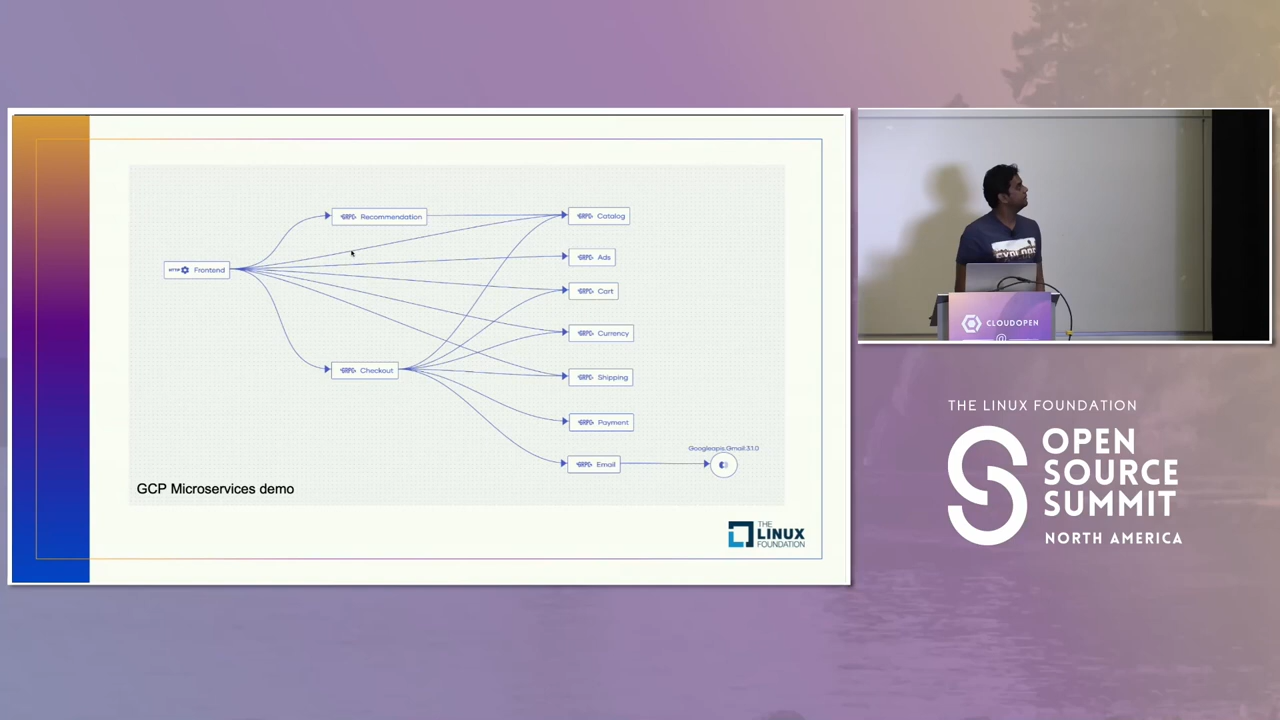 GRPC Recommendation
GRPC Catalog
GRPC Ads
HTTP Frontend
GRPC Cart
GRPC Currency
GRPC Checkout
GRPC Shipping
GRPC Payment
Googleapis.Gmail.3.1.0
GRPC Email
GCP Microservices demo
THE
LINUX
FOUNDATION
EXPLORE
CLOUDOPEN
THE LINUX FOUNDATION
OPEN
SOURCE
SUMMIT
NORTH AMERICA